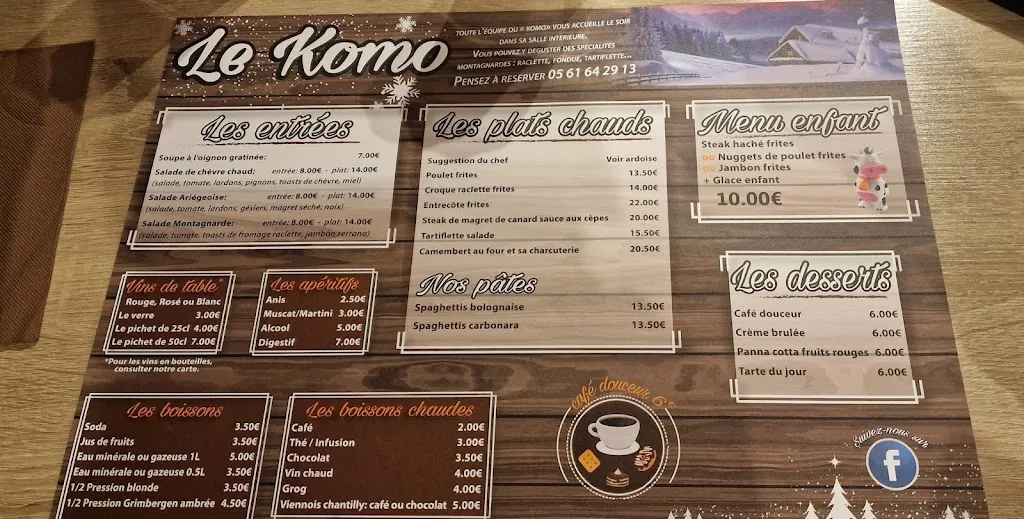 Le Komo
TOUTE L'ÉQUIPE DU « KOMO» VOUS ACCUEILLE LE SOIR
DANS SA SALLE INTERIEURE,
VOUS POUVEZ Y DEGUSTER DES SPECIALITÉS
MONTAGNARDES : RACLETTE, FONDUE, TARTIFLETTE...
PENSEZ À RESERVER 05 61 64 29 13
Les entrées
Soupe à l'oignon gratinée: 7.00€
Salade de chèvre chaud: entrée: 8.00€ - plat: 14.00€
(salade, tomate, lardons, pignons, toasts de chèvre, miel)
Salade Ariégeoise: entrée: 8.00€ - plat: 14.00€
(salade, tomate, lardons, gésiers, magret séché, noix)
Salade Montagnarde: entrée: 8.00€ - plat: 14.00€
(salade, tomate, toasts de fromage raclette, jambon serrano)
Les plats chauds
Suggestion du chef Voir ardoise
Poulet frites 13.50€
Croque raclette frites 14.00€
Entrecôte frites 22.00€
Steak de magret de canard sauce aux cèpes 20.00€
Tartiflette salade 15.50€
Camembert au four et sa charcuterie 20.50€
Nos pâtes
Spaghettis bolognaise 13.50€
Spaghettis carbonara 13.50€
Menu enfant
Steak haché frites
ou Nuggets de poulet frites
ou Jambon frites
+ Glace enfant
10.00€
Les desserts
Café douceur 6.00€
Crème brulée 6.00€
Panna cotta fruits rouges 6.00€
Tarte du jour 6.00€
Vins de table*
Rouge, Rosé ou Blanc
Le verre 3.00€
Le pichet de 25cl 4.00€
Le pichet de 50cl 7.00€
*Pour les vins en bouteilles,
consulter notre carte.
Les apéritifs
Anis 2.50€
Muscat/Martini 3.00€
Alcool 5.00€
Digestif 7.00€
Les boissons
Soda 3.50€
Jus de fruits 3.50€
Eau minérale ou gazeuse 1L 5.00€
Eau minérale ou gazeuse 0.5L 3.50€
1/2 Pression blonde 3.50€
1/2 Pression Grimbergen ambrée 4.50€
Les boissons chaudes
Café 2.00€
Thé / Infusion 3.00€
Chocolat 3.50€
Vin chaud 4.00€
Grog 4.00€
Viennois chantilly: café ou chocolat 5.00€
café douceur 6€
Suivez-nous sur
f